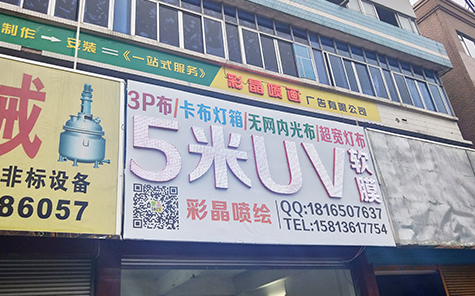 制作→安装=《一站式服务》
彩晶喷画广告有限公司
械
非标设备
86057
3P布/卡布灯箱/无网内光布/超宽灯布
5米UV软膜
彩晶喷绘
QQ:1816507637
TEL:15813617754